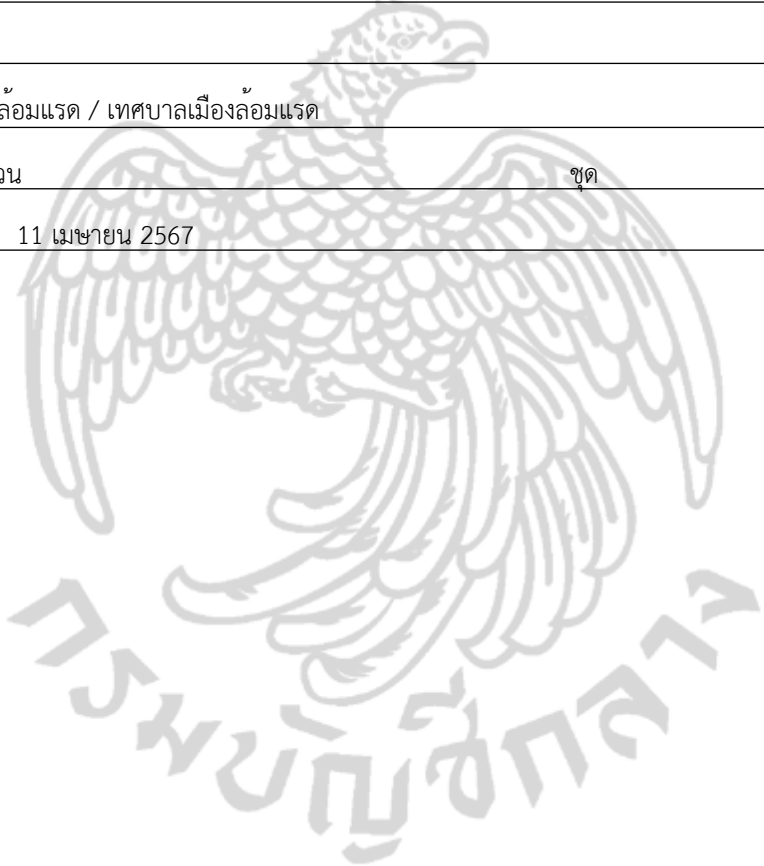 ล้อมแรด / เทศบาลเมืองล้อมแรด
วน ชุด
11 เมษายน 2567
กรมบัญชีกลาง